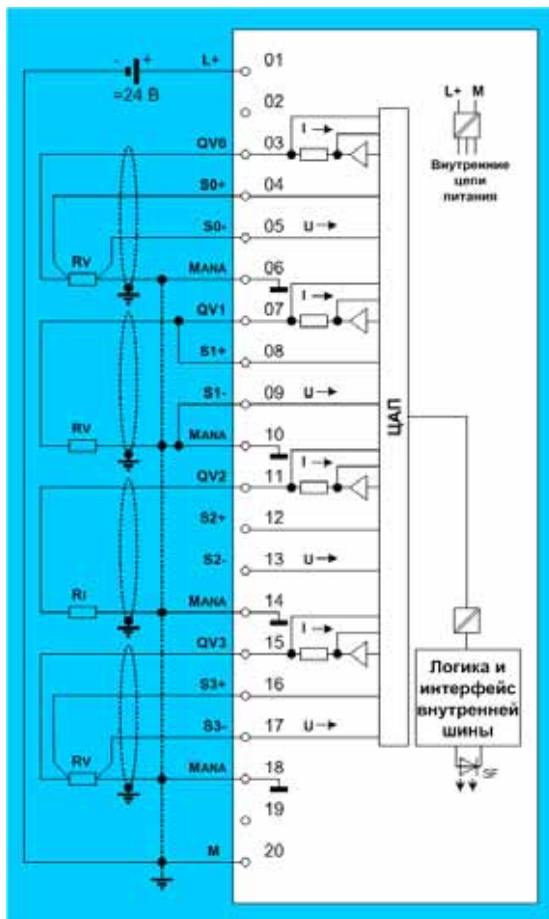 - +
=24 В
L+ 01
L+ M
02
I
QV0 03
Внутренние
цепи
питания
S0+ 04
S0- 05 U
RV
MANA 06
I
QV1 07
S1+ 08
S1- 09 U
ЦАП
RV
MANA 10
I
QV2 11
S2+ 12
S2- 13 U
RI
MANA 14
I
QV3 15
Логика и
интерфейс
внутренней
шины
S3+ 16
S3- 17 U
RV
MANA 18
19
M 20